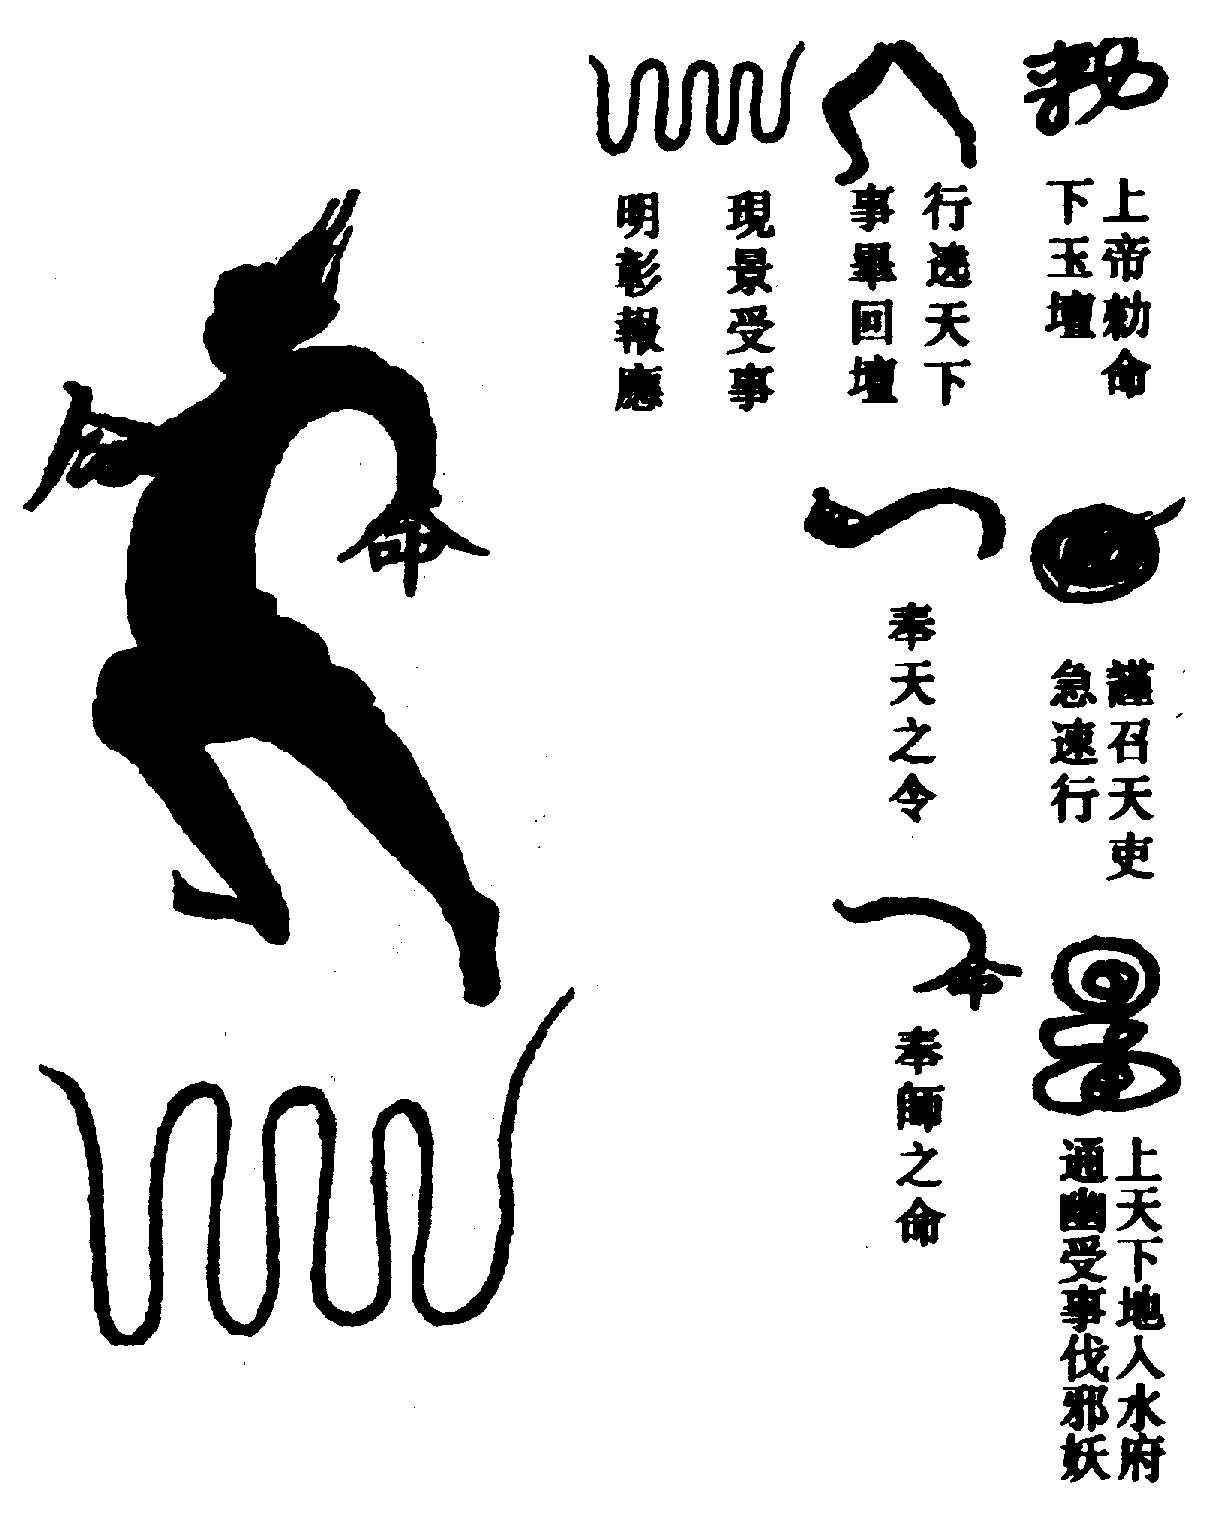 勅
上帝勅命
下玉壇
謹召天吏
急速行
上天下地入水府
通幽受事伐邪妖
行遶天下
事畢回壇
奉天之令
命
奉師之命
現景受事
明彰報應
命